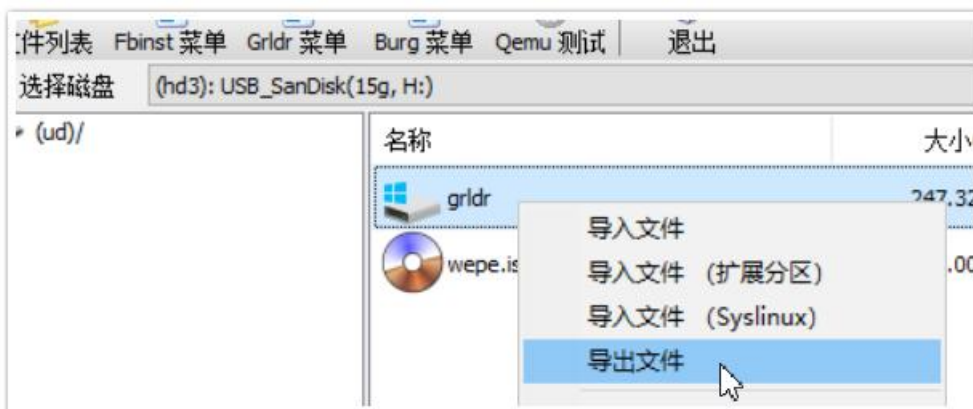 件列表 Fbinst 菜单 Grldr 菜单 Burg 菜单 Qemu 测试 退出
选择磁盘 (hd3): USB_SanDisk(15g, H:)
(ud)/
名称 大小
grldr 247.32
wepe.is .00
导入文件
导入文件 (扩展分区)
导入文件 (Syslinux)
导出文件